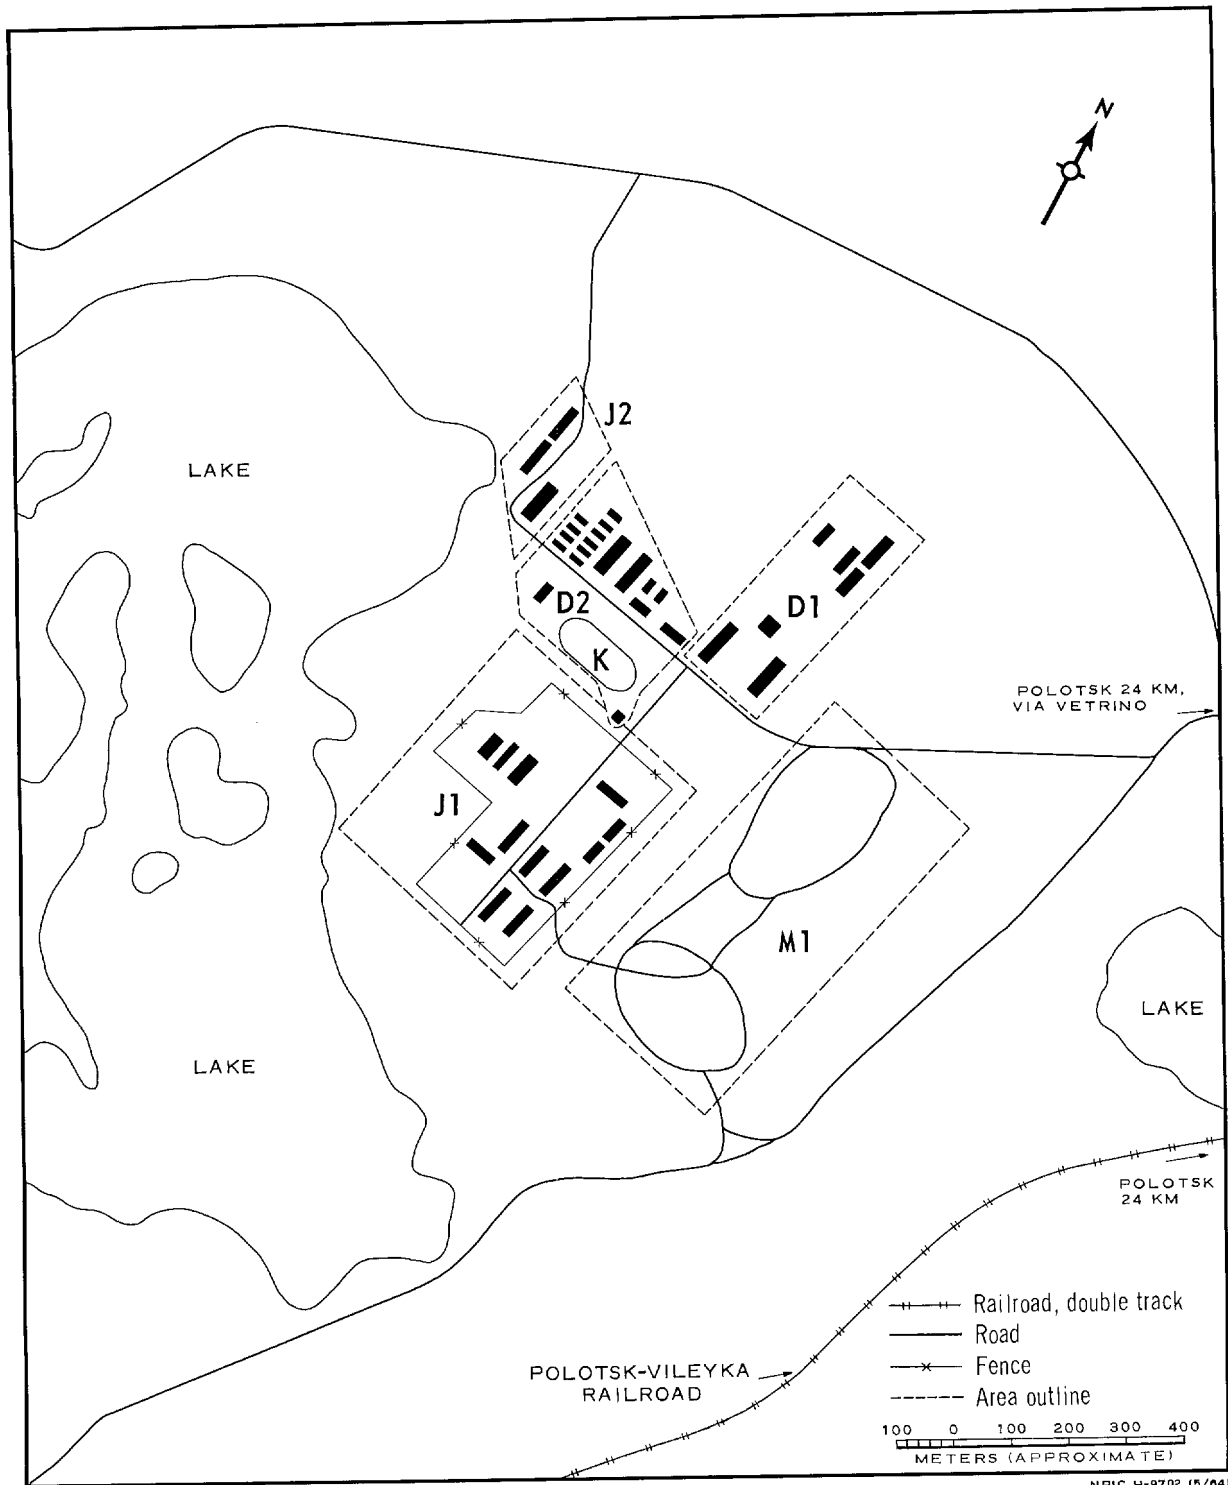 N
J2
LAKE
D2
D1
K
POLOTSK 24 KM,
VIA VETRINO
J1
M1
LAKE
LAKE
POLOTSK
24 KM
Railroad, double track
Road
Fence
Area outline
POLOTSK-VILEYKA
RAILROAD
100 0 100 200 300 400
METERS (APPROXIMATE)